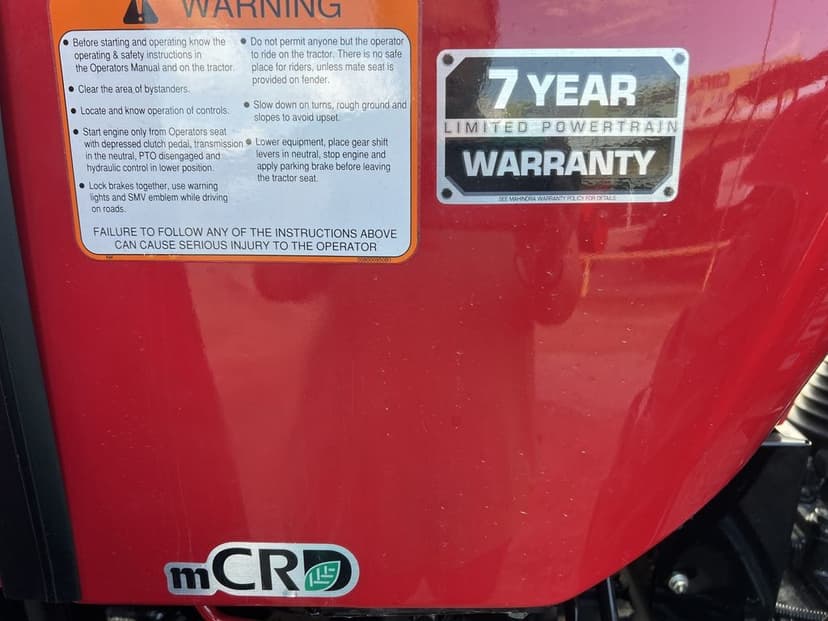 WARNING
● Before starting and operating know the
operating & safety instructions in
the Operators Manual and on the tractor.
● Clear the area of bystanders.
● Locate and know operation of controls.
● Start engine only from Operators seat
with depressed clutch pedal, transmission
in the neutral, PTO disengaged and
hydraulic control in lower position.
● Lock brakes together, use warning
lights and SMV emblem while driving
on roads.
● Do not permit anyone but the operator
to ride on the tractor. There is no safe
place for riders, unless mate seat is
provided on fender.
● Slow down on turns, rough ground and
slopes to avoid upset.
● Lower equipment, place gear shift
levers in neutral, stop engine and
apply parking brake before leaving
the tractor seat.
FAILURE TO FOLLOW ANY OF THE INSTRUCTIONS ABOVE
CAN CAUSE SERIOUS INJURY TO THE OPERATOR
7 YEAR
LIMITED POWERTRAIN
WARRANTY
SEE MAHINDRA WARRANTY POLICY FOR DETAILS
mCRD